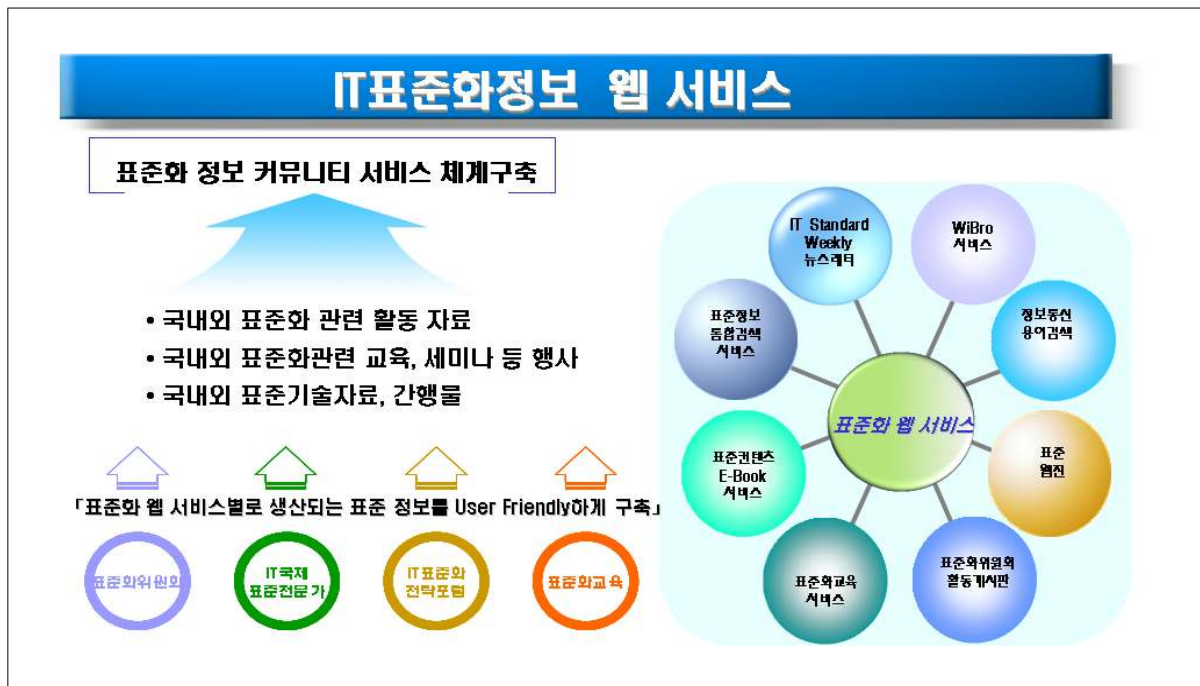 IT표준화정보 웹 서비스
표준화 정보 커뮤니티 서비스 체계구축
• 국내외 표준화 관련 활동 자료
• 국내외 표준화관련 교육, 세미나 등 행사
• 국내외 표준기술자료, 간행물
「표준화 웹 서비스별로 생산되는 표준 정보를 User Friendly하게 구축」
표준화위원회
IT국제
표준전문가
IT표준화
전략포럼
표준화교육
IT Standard
Weekly
뉴스레터
WiBro
서비스
표준정보
통합검색
서비스
정보통신
용어검색
표준화 웹 서비스
표준컨텐츠
E-Book
서비스
표준
웹진
표준화교육
서비스
표준화위원회
활동게시판